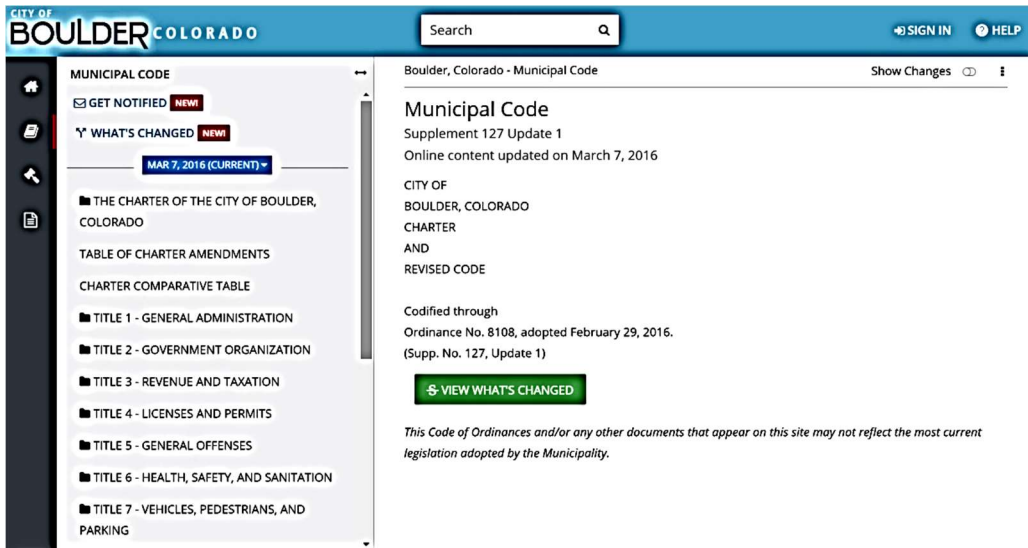 CITY OF
BOULDER COLORADO
Search
SIGN IN
HELP
MUNICIPAL CODE
GET NOTIFIED NEW!
WHAT'S CHANGED NEW!
MAR 7, 2016 (CURRENT)
THE CHARTER OF THE CITY OF BOULDER,
COLORADO
TABLE OF CHARTER AMENDMENTS
CHARTER COMPARATIVE TABLE
TITLE 1 - GENERAL ADMINISTRATION
TITLE 2 - GOVERNMENT ORGANIZATION
TITLE 3 - REVENUE AND TAXATION
TITLE 4 - LICENSES AND PERMITS
TITLE 5 - GENERAL OFFENSES
TITLE 6 - HEALTH, SAFETY, AND SANITATION
TITLE 7 - VEHICLES, PEDESTRIANS, AND
PARKING
Boulder, Colorado - Municipal Code
Show Changes
Municipal Code
Supplement 127 Update 1
Online content updated on March 7, 2016
CITY OF
BOULDER, COLORADO
CHARTER
AND
REVISED CODE
Codified through
Ordinance No. 8108, adopted February 29, 2016.
(Supp. No. 127, Update 1)
VIEW WHAT'S CHANGED
This Code of Ordinances and/or any other documents that appear on this site may not reflect the most current
legislation adopted by the Municipality.